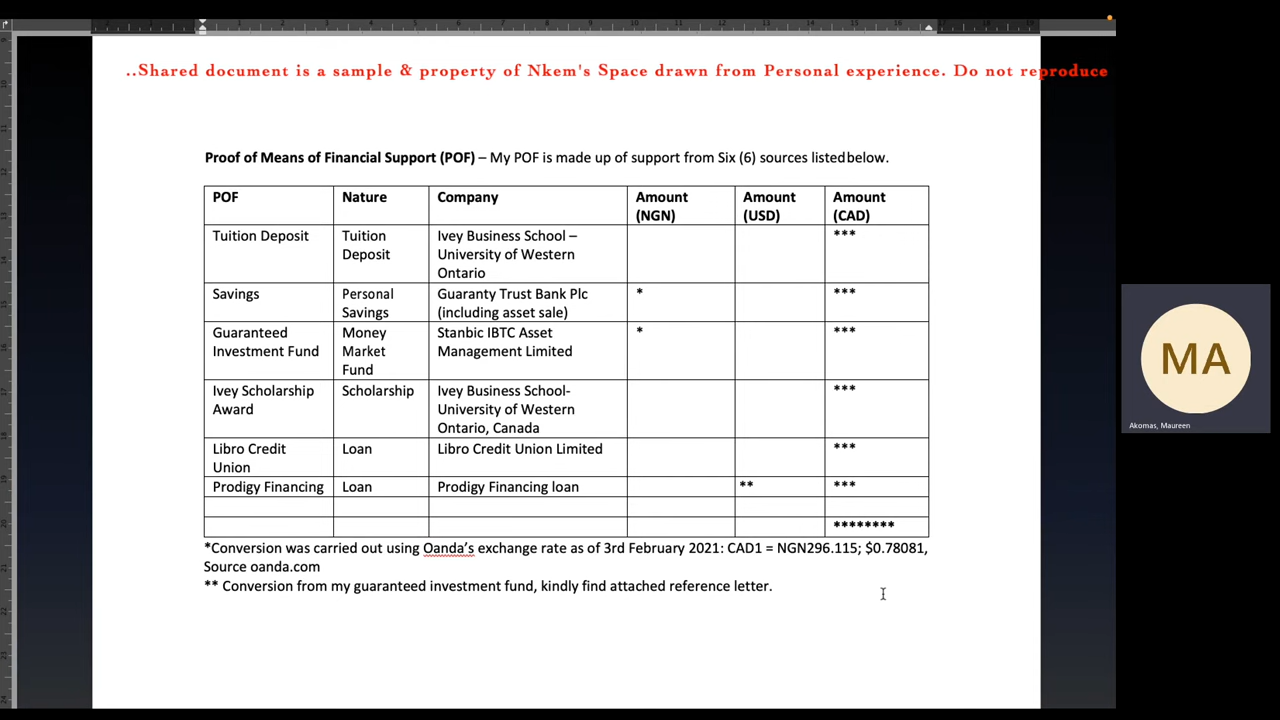 ..Shared document is a sample & property of Nkem's Space drawn from Personal experience. Do not reproduce
Proof of Means of Financial Support (POF) – My POF is made up of support from Six (6) sources listed below.
POF Nature Company Amount (NGN) Amount (USD) Amount (CAD)
Tuition Deposit Tuition Deposit Ivey Business School – University of Western Ontario ***
Savings Personal Savings Guaranty Trust Bank Plc (including asset sale) * ***
Guaranteed Investment Fund Money Market Fund Stanbic IBTC Asset Management Limited * ***
Ivey Scholarship Award Scholarship Ivey Business School- University of Western Ontario, Canada ***
Libro Credit Union Loan Libro Credit Union Limited ***
Prodigy Financing Loan Prodigy Financing loan ** ***
********
*Conversion was carried out using Oanda's exchange rate as of 3rd February 2021: CAD1 = NGN296.115; $0.78081,
Source oanda.com
** Conversion from my guaranteed investment fund, kindly find attached reference letter.
MA
Akomas, Maureen